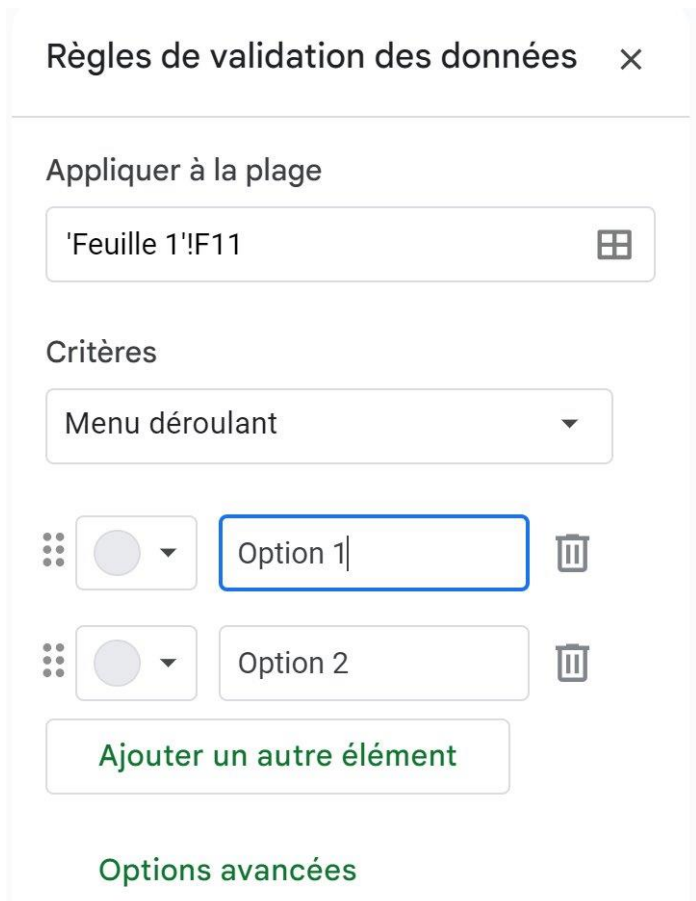 Règles de validation des données
Appliquer à la plage
'Feuille 1'!F11
Critères
Menu déroulant
Option 1
Option 2
Ajouter un autre élément
Options avancées